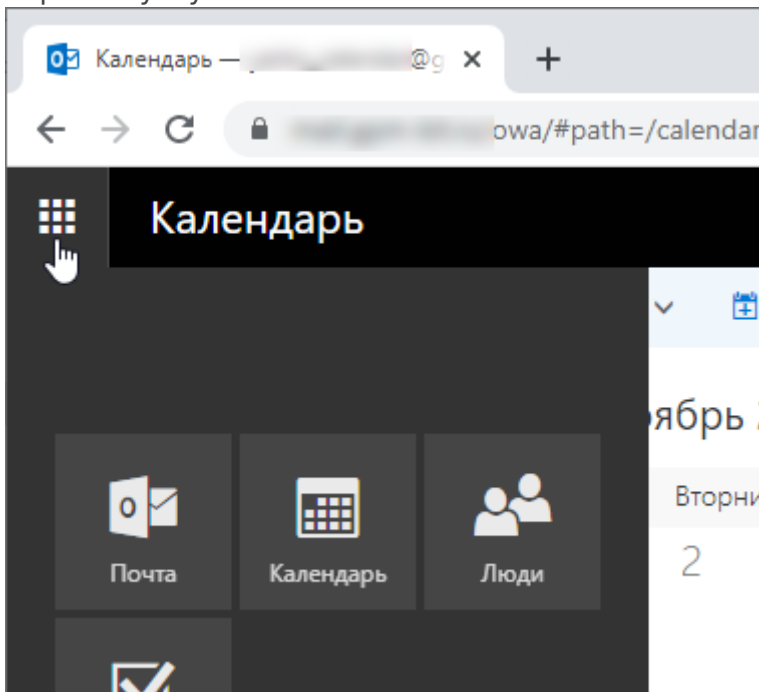 Календарь — @g
owa/#path=/calendar
Календарь
ябрь
Вторни
2
Почта
Календарь
Люди